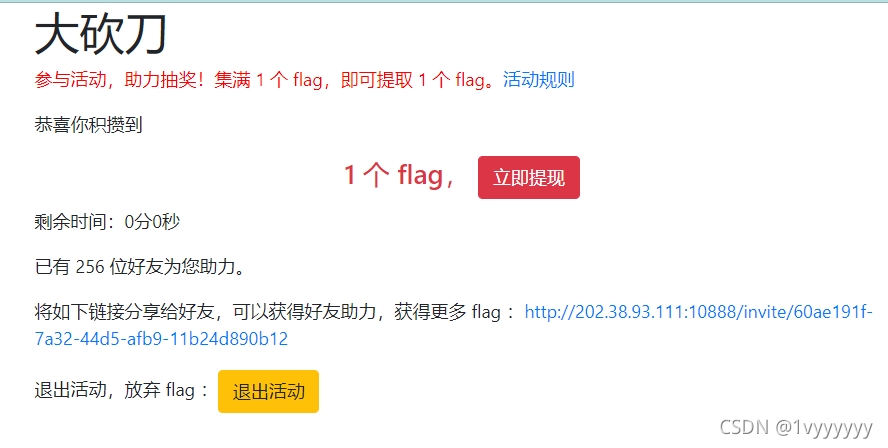 大砍刀
参与活动，助力抽奖！集满 1 个 flag，即可提取 1 个 flag。活动规则
恭喜你积攒到
1 个 flag， 立即提现
剩余时间：0分0秒
已有 256 位好友为您助力。
将如下链接分享给好友，可以获得好友助力，获得更多 flag ：http://202.38.93.111:10888/invite/60ae191f-
7a32-44d5-afb9-11b24d890b12
退出活动，放弃 flag ： 退出活动
CSDN @1vyyyyyy